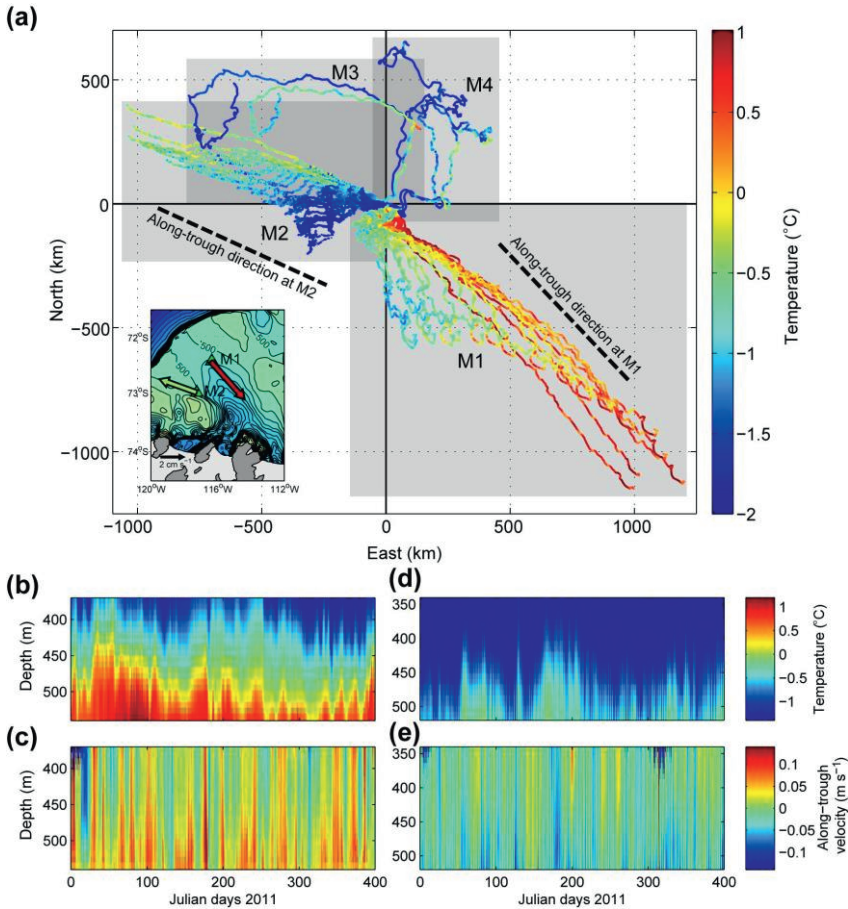 (a)
500
0
−500
−1000
North (km)
−1000
−500
0
500
1000
East (km)
M3
M4
M2
M1
Along-trough direction at M2
Along-trough direction at M1
72°S
73°S
74°S
120°W
116°W
112°W
500
500
M1
M2
2 cm s−1
1
0.5
0
−0.5
−1
−1.5
−2
Temperature (°C)
(b)
400
450
500
Depth (m)
(d)
350
400
450
500
1
0.5
0
−0.5
−1
Temperature (°C)
(c)
400
450
500
Depth (m)
0
100
200
300
400
Julian days 2011
(e)
350
400
450
500
0
100
200
300
400
Julian days 2011
0.1
0.05
0
−0.05
−0.1
Along-trough
velocity (m s−1)